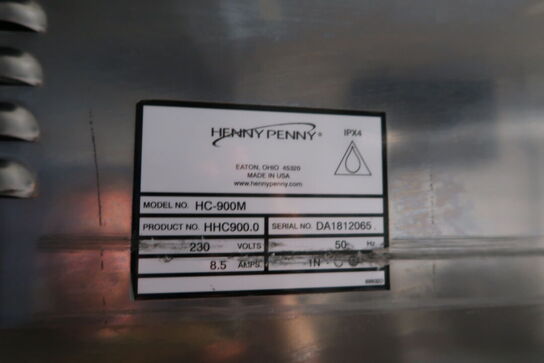 HENNY PENNY® IPX4
EATON, OHIO 45320
MADE IN USA
www.hennypenny.com
MODEL NO. HC-900M
PRODUCT NO. HHC900.0 SERIAL NO. DA1812065
230 VOLTS 50 Hz
8.5 AMPS. 1N